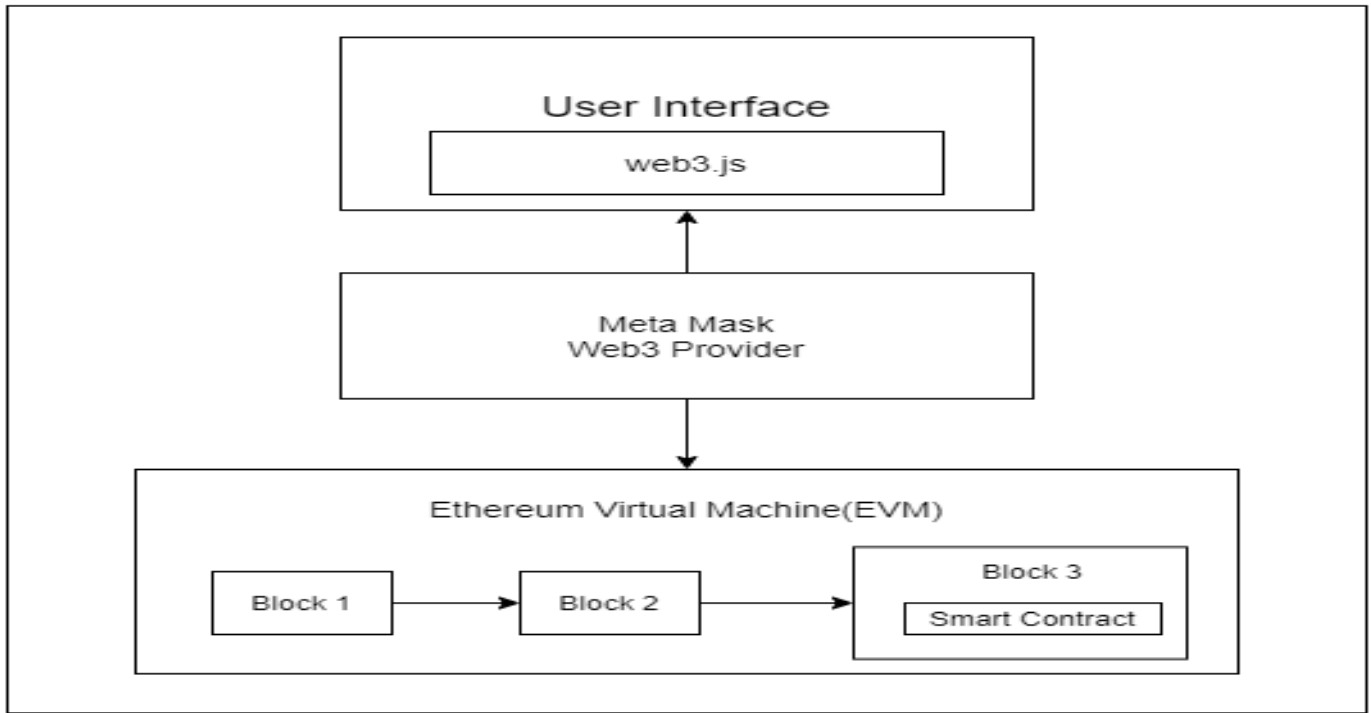 User Interface
web3.js
Meta Mask
Web3 Provider
Ethereum Virtual Machine(EVM)
Block 1
Block 2
Block 3
Smart Contract